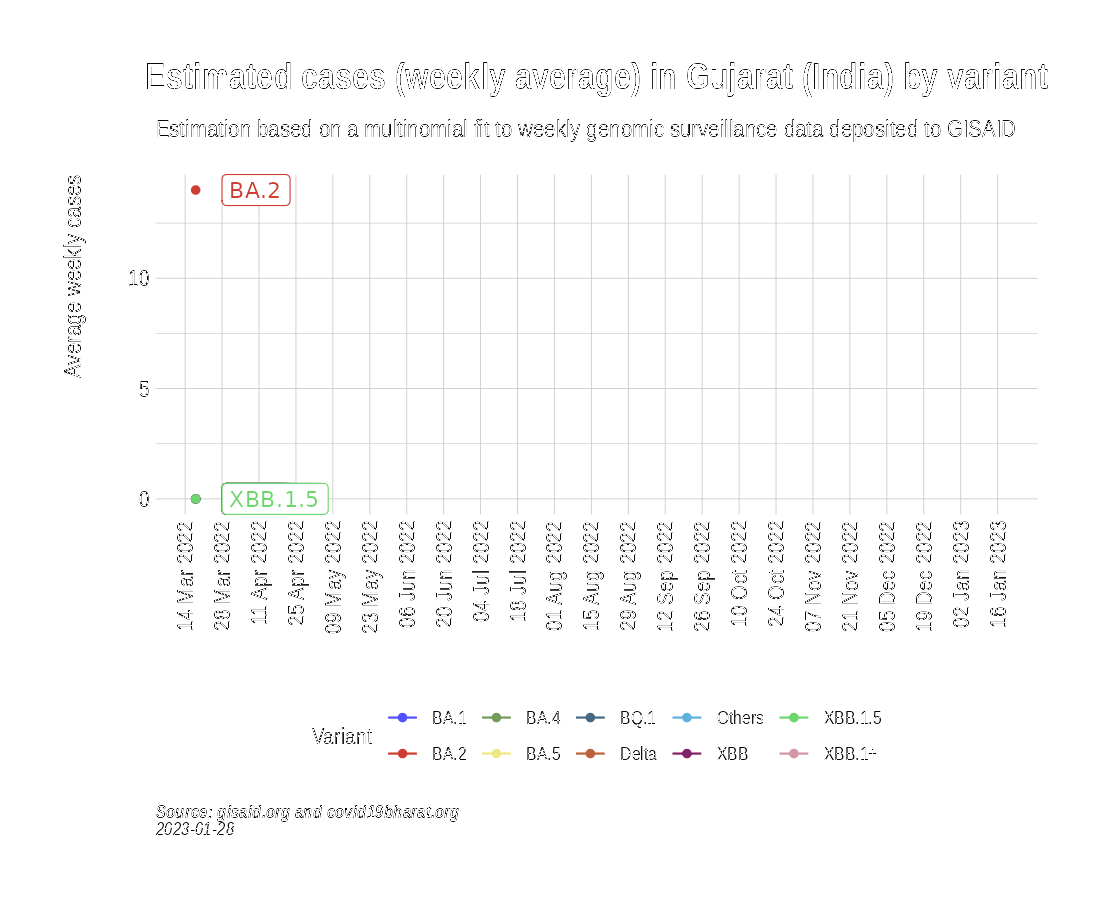 Estimated cases (weekly average) in Gujarat (India) by variant
Estimation based on a multinomial fit to weekly genomic surveillance data deposited to GISAID
Average weekly cases
BA.2
10
5
0
XBB.1.5
14 Mar 2022
28 Mar 2022
11 Apr 2022
25 Apr 2022
09 May 2022
23 May 2022
06 Jun 2022
20 Jun 2022
04 Jul 2022
18 Jul 2022
01 Aug 2022
15 Aug 2022
29 Aug 2022
12 Sep 2022
26 Sep 2022
10 Oct 2022
24 Oct 2022
07 Nov 2022
21 Nov 2022
05 Dec 2022
19 Dec 2022
02 Jan 2023
16 Jan 2023
Variant
BA.1 BA.4 BQ.1 Others XBB.1.5
BA.2 BA.5 Delta XBB XBB.1+
Source: gisaid.org and covid19bharat.org
2023-01-28